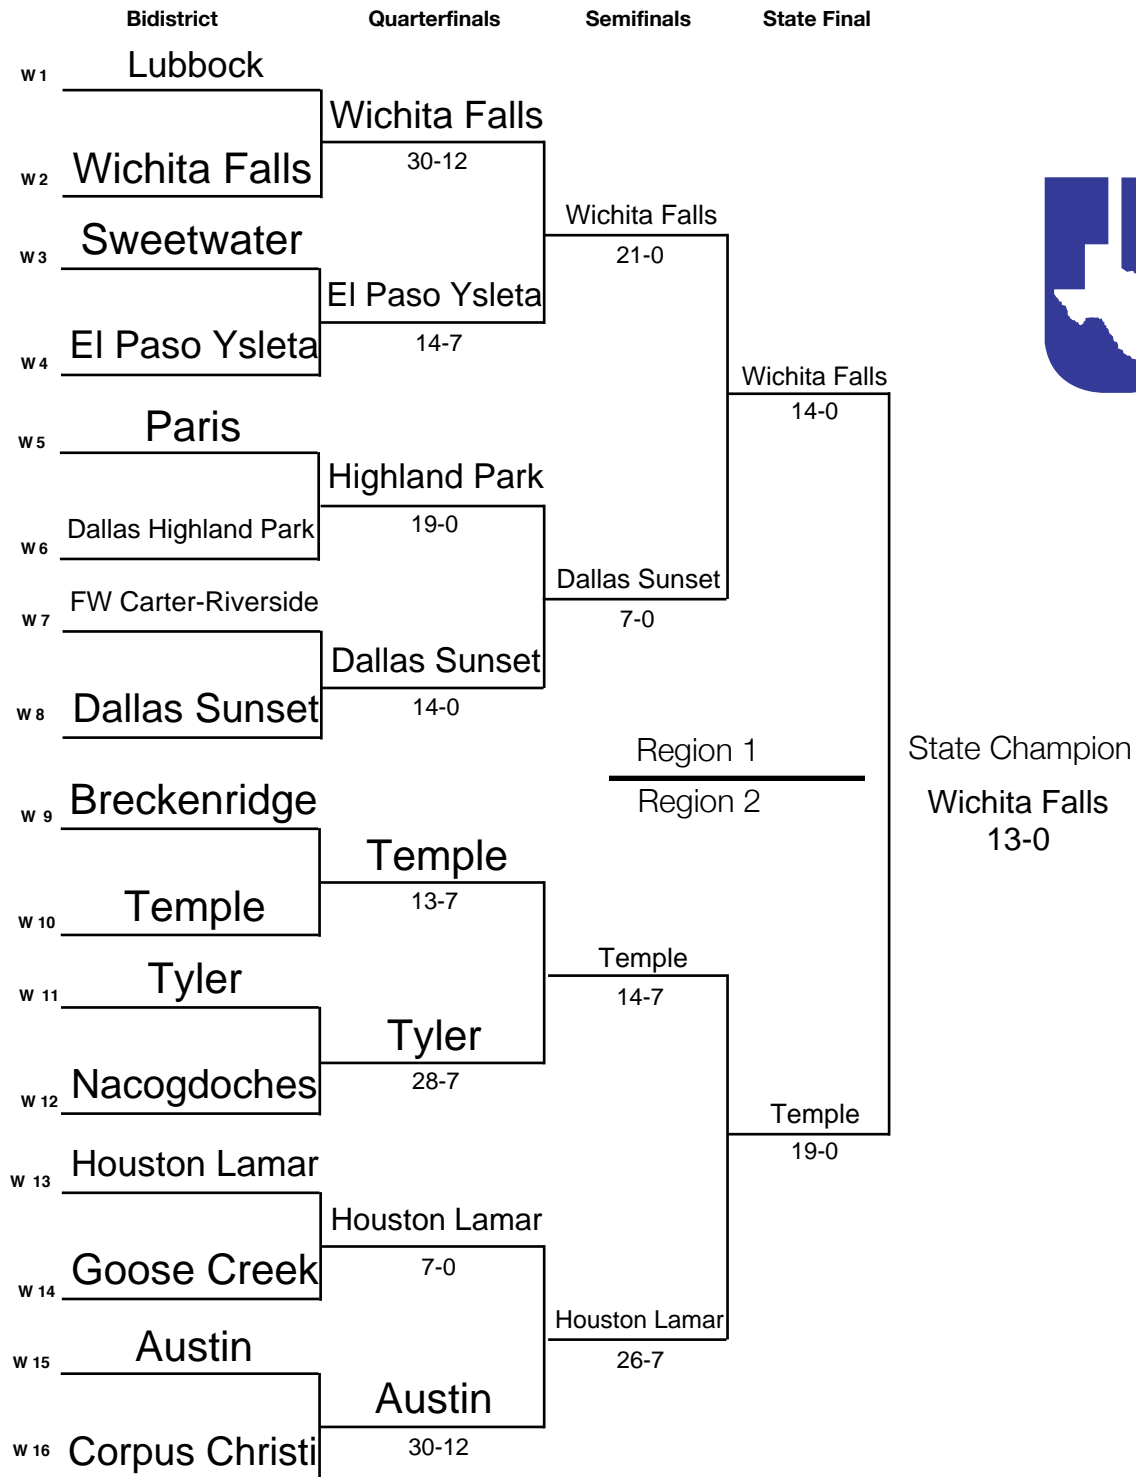 Bidistrict Quarterfinals Semifinals State Final
W 1 Lubbock
Wichita Falls
30-12
W 2 Wichita Falls
Wichita Falls
21-0
W 3 Sweetwater
El Paso Ysleta
14-7
W 4 El Paso Ysleta
Wichita Falls
14-0
W 5 Paris
Highland Park
19-0
W 6 Dallas Highland Park
Dallas Sunset
7-0
W 7 FW Carter-Riverside
Dallas Sunset
14-0
W 8 Dallas Sunset
Region 1
Region 2
State Champion
Wichita Falls
13-0
W 9 Breckenridge
Temple
13-7
W 10 Temple
Temple
14-7
W 11 Tyler
Tyler
28-7
W 12 Nacogdoches
Temple
19-0
W 13 Houston Lamar
Houston Lamar
7-0
W 14 Goose Creek
Houston Lamar
26-7
W 15 Austin
Austin
30-12
W 16 Corpus Christi